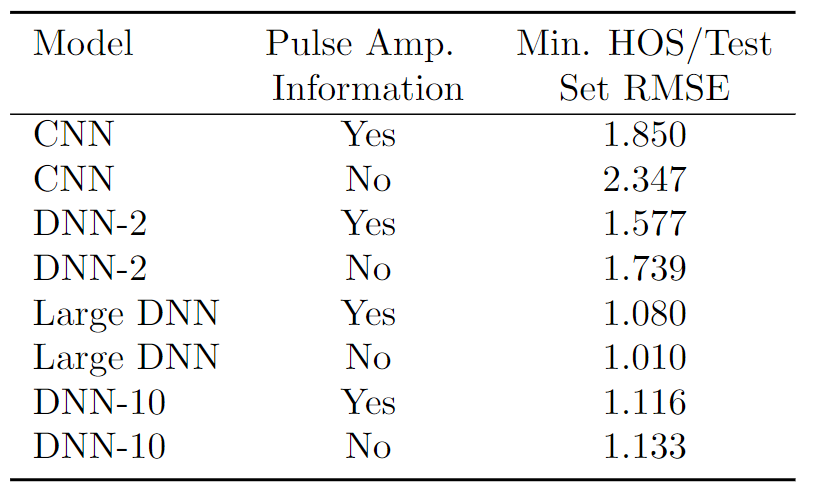 Model Pulse Amp. Min. HOS/Test
Information Set RMSE
CNN Yes 1.850
CNN No 2.347
DNN-2 Yes 1.577
DNN-2 No 1.739
Large DNN Yes 1.080
Large DNN No 1.010
DNN-10 Yes 1.116
DNN-10 No 1.133